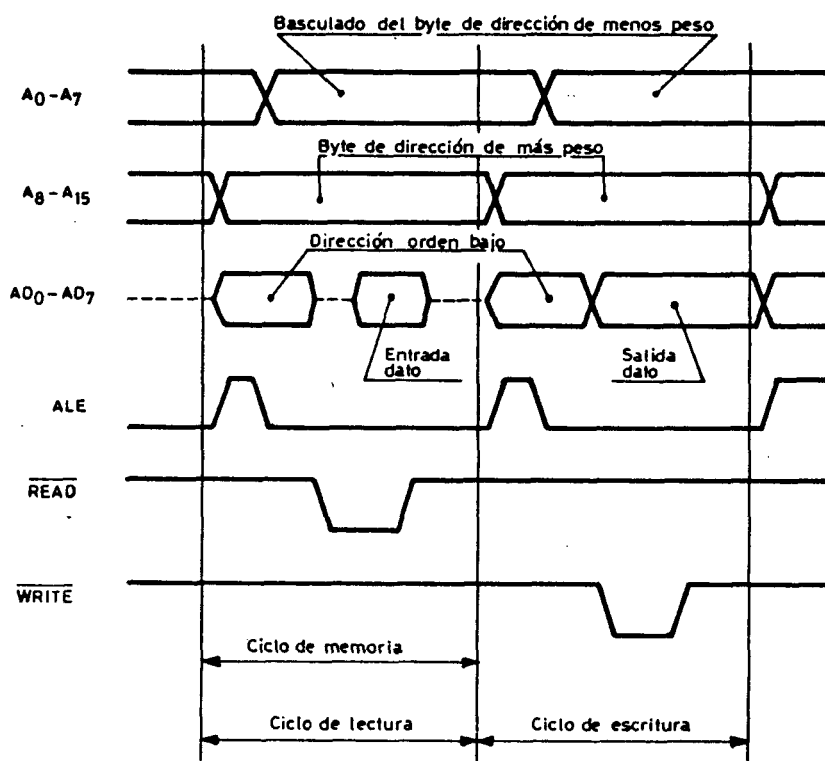 Basculado del byte de dirección de menos peso
A0-A7
Byte de dirección de más peso
A8-A15
Dirección orden bajo
AD0-AD7
Entrada
dato
Salida
dato
ALE
READ
WRITE
Ciclo de memoria
Ciclo de lectura
Ciclo de escritura